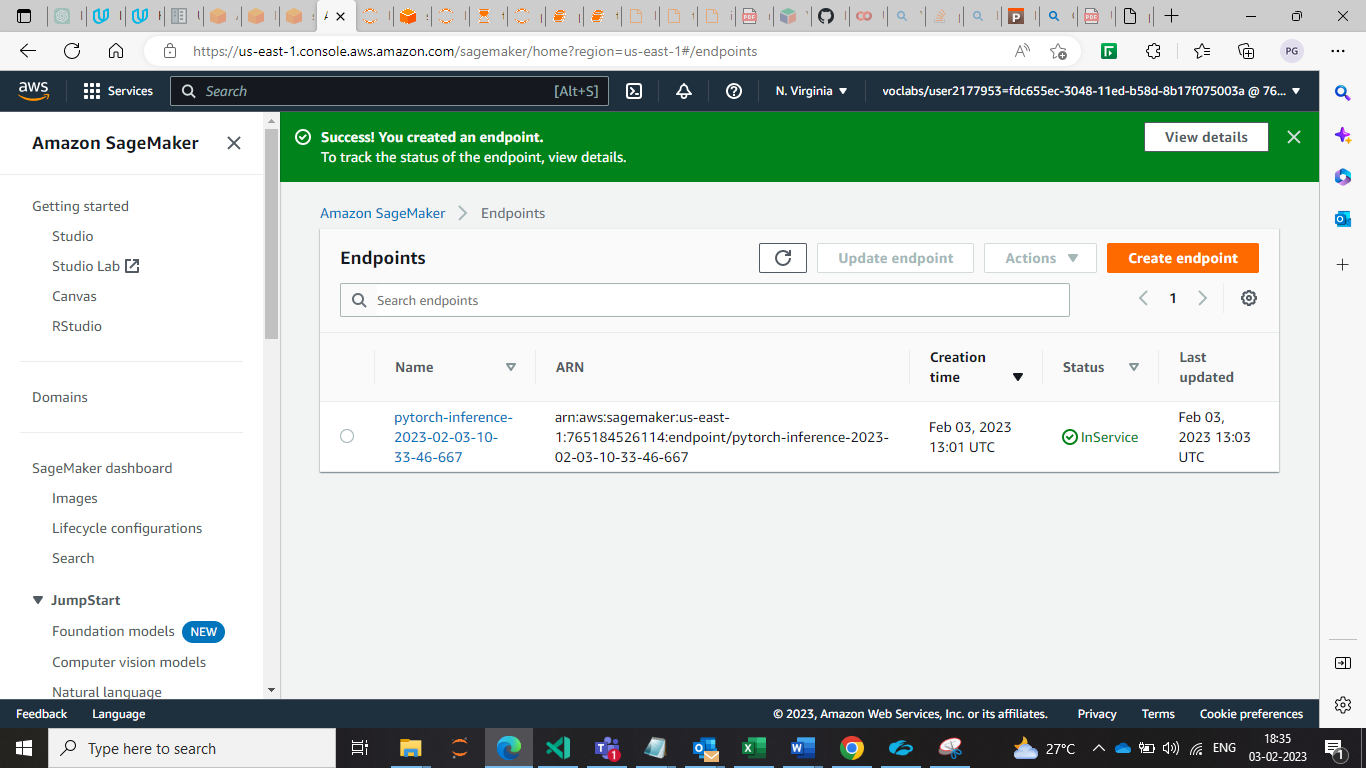 https://us-east-1.console.aws.amazon.com/sagemaker/home?region=us-east-1#/endpoints
PG
aws
Services
Search
[Alt+S]
N. Virginia
voclabs/user2177953=fdc655ec-3048-11ed-b58d-8b17f075003a @ 76...
Amazon SageMaker
Getting started
Studio
Studio Lab
Canvas
RStudio
Domains
SageMaker dashboard
Images
Lifecycle configurations
Search
JumpStart
Foundation models NEW
Computer vision models
Natural language
Success! You created an endpoint.
To track the status of the endpoint, view details.
View details
Amazon SageMaker
Endpoints
Endpoints
Update endpoint
Actions
Create endpoint
Search endpoints
1
Name
ARN
Creation
time
Status
Last
updated
pytorch-inference-
2023-02-03-10-
33-46-667
arn:aws:sagemaker:us-east-
1:765184526114:endpoint/pytorch-inference-2023-
02-03-10-33-46-667
Feb 03, 2023
13:01 UTC
InService
Feb 03,
2023 13:03
UTC
Feedback
Language
© 2023, Amazon Web Services, Inc. or its affiliates.
Privacy
Terms
Cookie preferences
Type here to search
27°C
ENG
18:35
03-02-2023
1